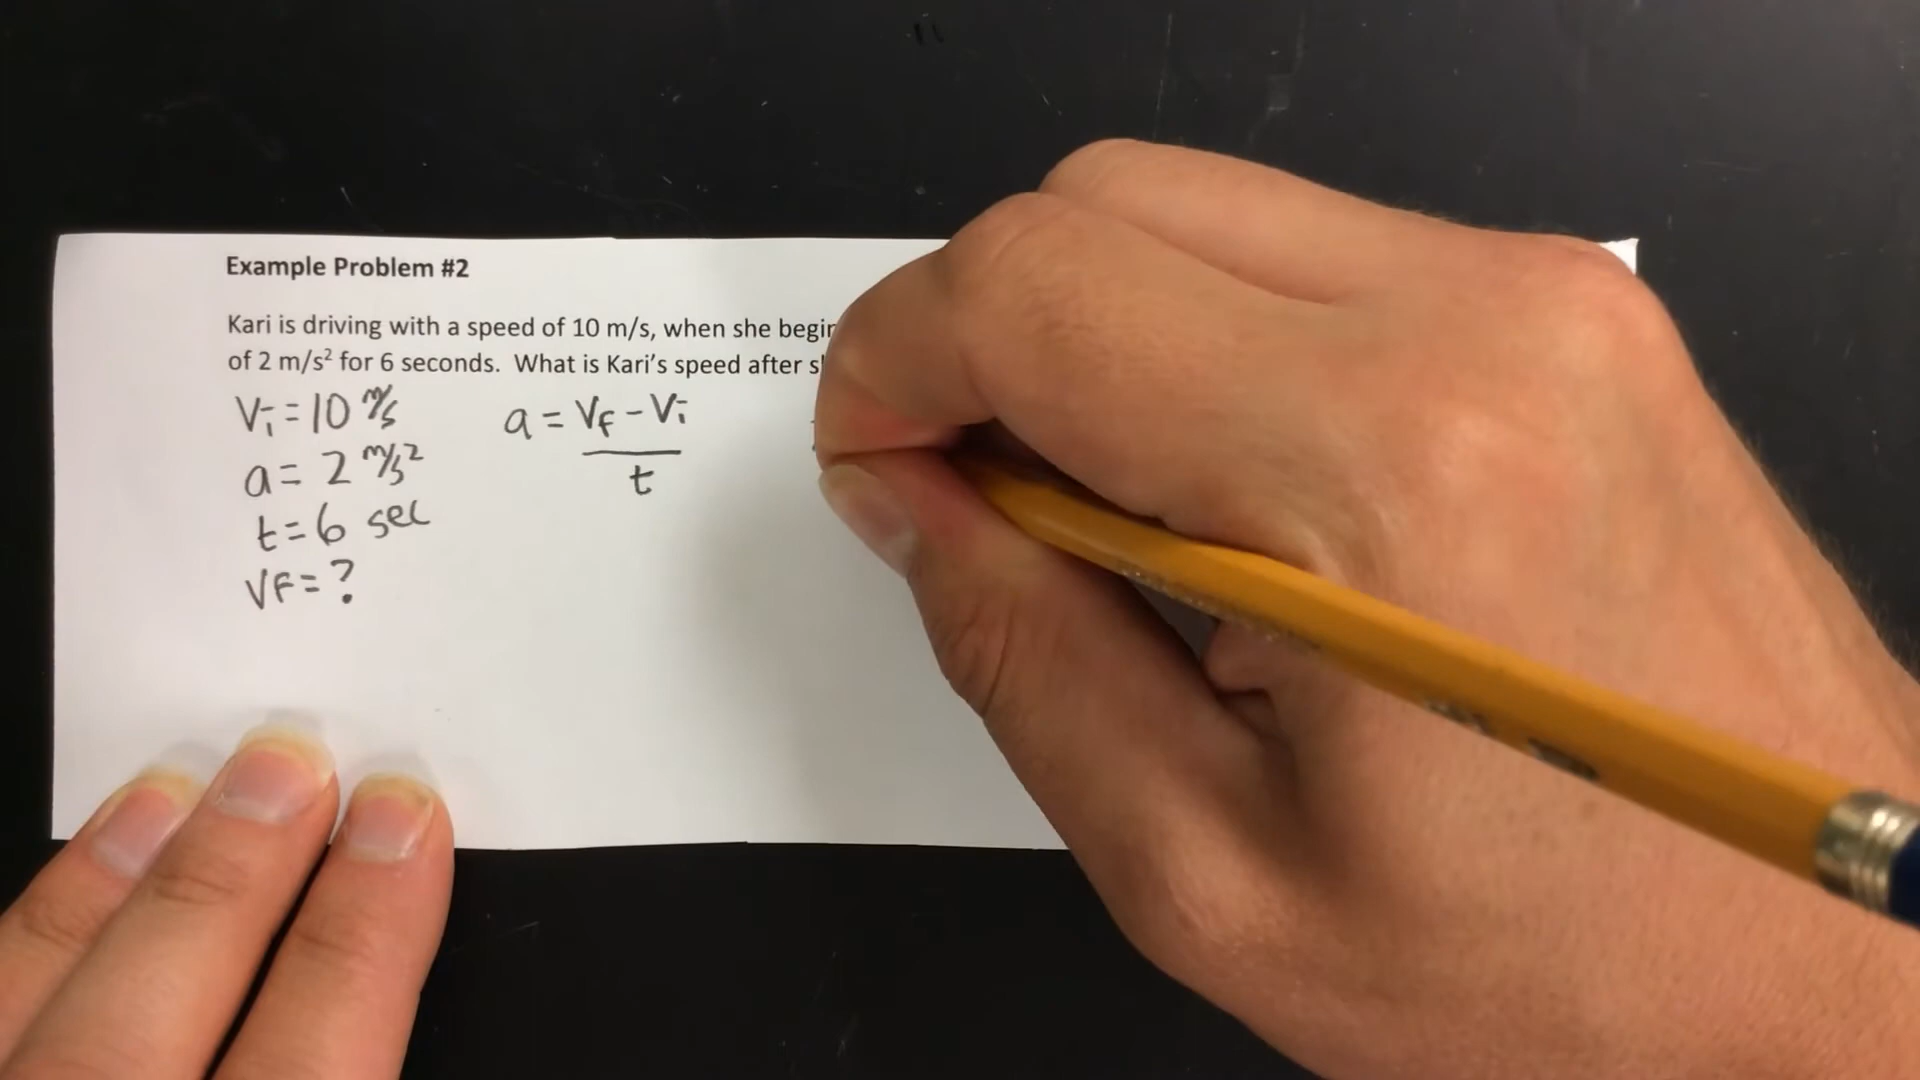 Example Problem #2
Kari is driving with a speed of 10 m/s, when she
of 2 m/s² for 6 seconds. What is Kari's speed after
Vi = 10 m/s
a = 2 m/s²
t = 6 sec
VF = ?
a = Vf - Vi
t